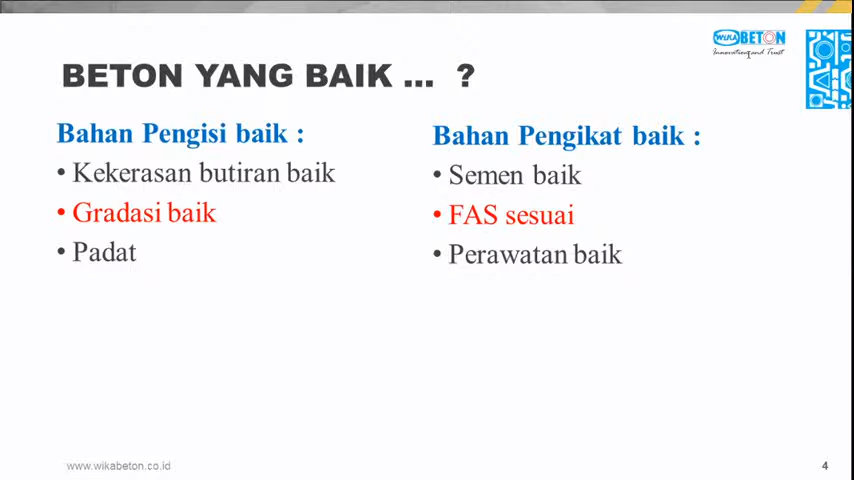 WIKA BETON
Innovation and Trust
BETON YANG BAIK ... ?
Bahan Pengisi baik :
• Kekerasan butiran baik
• Gradasi baik
• Padat
Bahan Pengikat baik :
• Semen baik
• FAS sesuai
• Perawatan baik
www.wikabeton.co.id
4